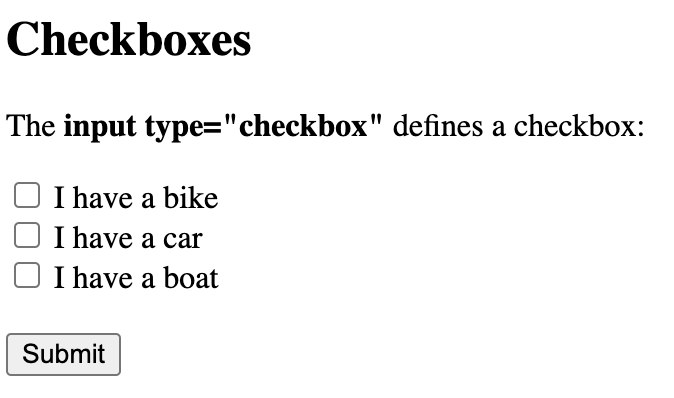 Checkboxes
The input type="checkbox" defines a checkbox:
I have a bike
I have a car
I have a boat
Submit